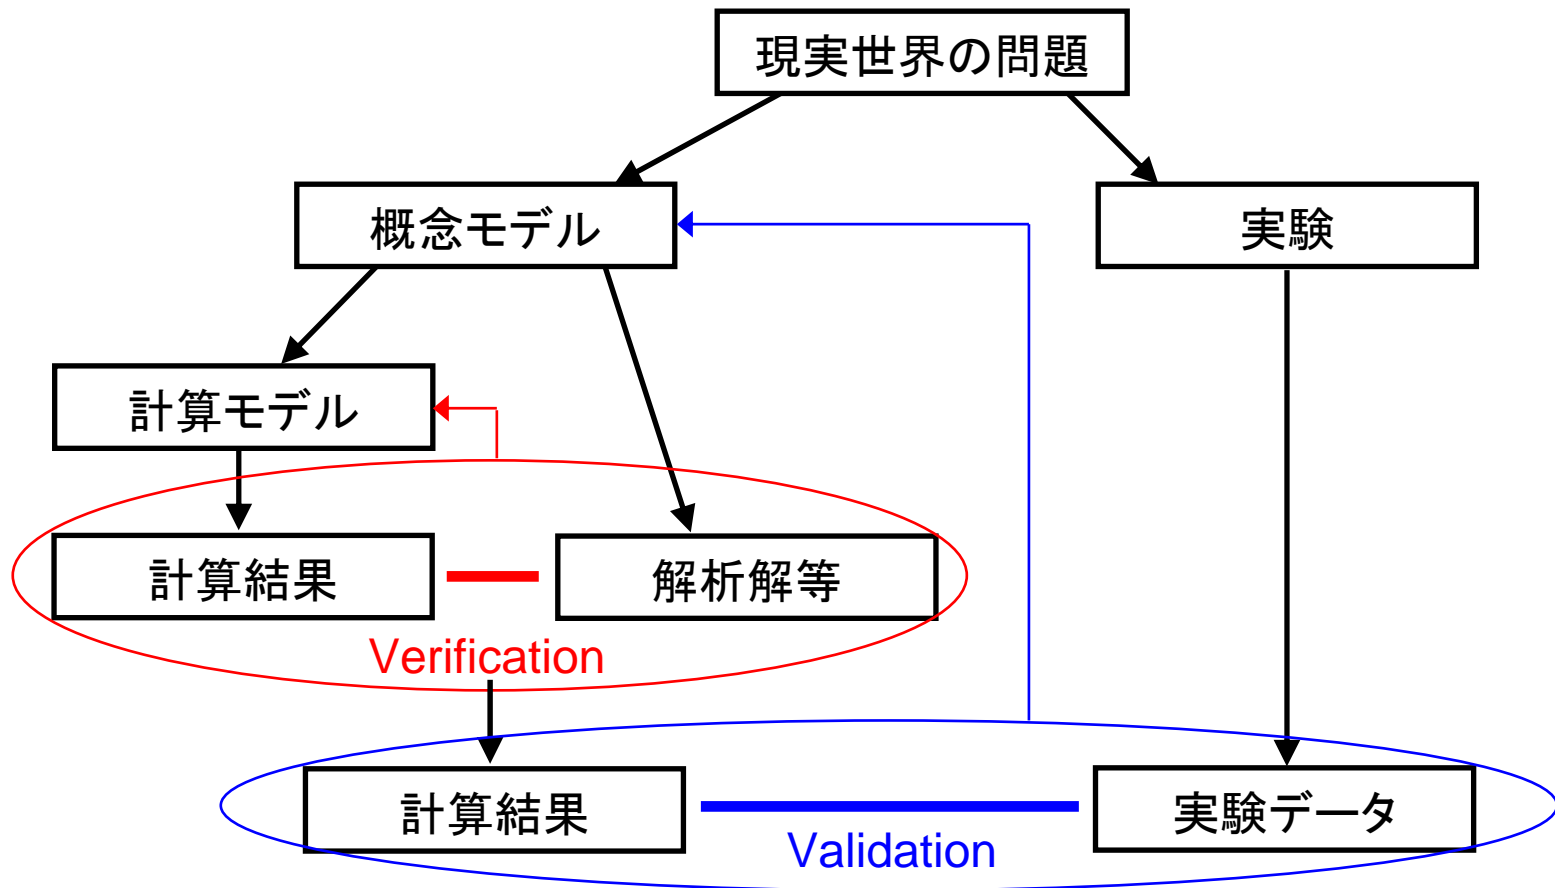 現実世界の問題
概念モデル
実験
計算モデル
計算結果
解析解等
Verification
計算結果
実験データ
Validation